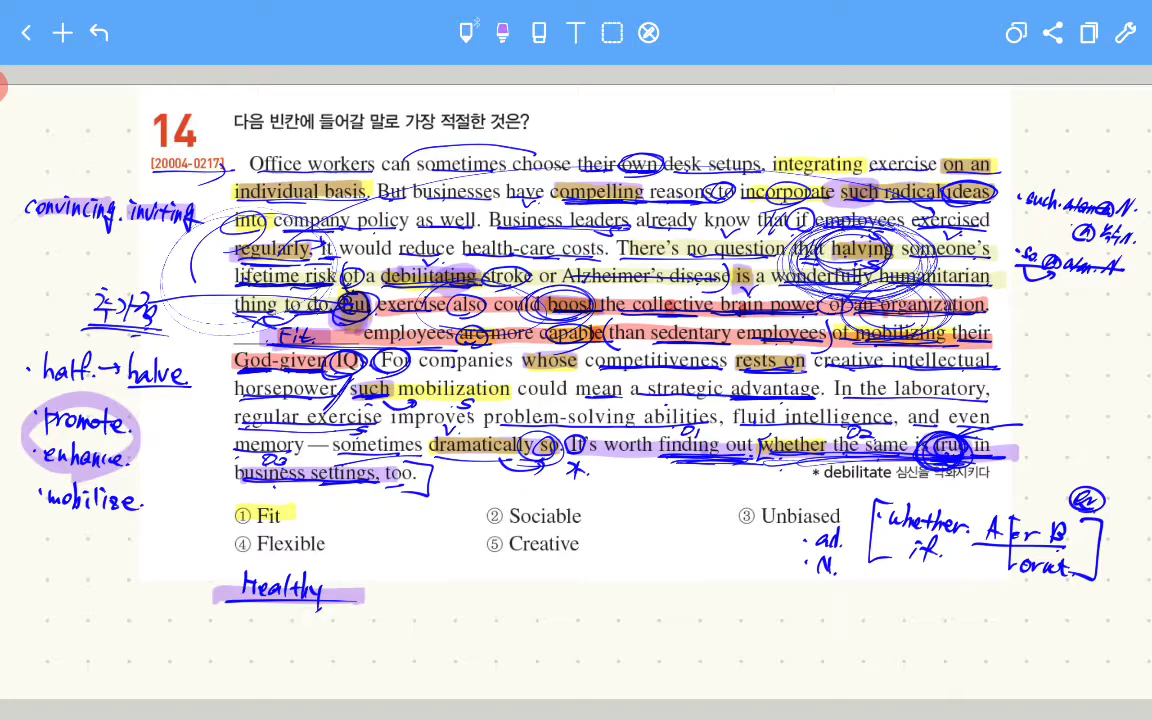 14
다음 빈칸에 들어갈 말로 가장 적절한 것은?
[20004-0217]
Office workers can sometimes choose their own desk setups, integrating exercise on an
individual basis. But businesses have compelling reasons to incorporate such radical ideas
into company policy as well. Business leaders already know that if employees exercised
regularly, it would reduce health-care costs. There's no question that halving someone's
lifetime risk of a debilitating stroke or Alzheimer's disease is a wonderfully humanitarian
thing to do. But exercise also could boost the collective brain power of an organization.
Fit employees are more capable than sedentary employees of mobilizing their
God-given IQ. For companies whose competitiveness rests on creative intellectual
horsepower, such mobilization could mean a strategic advantage. In the laboratory,
regular exercise improves problem-solving abilities, fluid intelligence, and even
memory — sometimes dramatically so. It's worth finding out whether the same is true in
business settings, too.
* debilitate 심신을 약화시키다
① Fit
② Sociable
③ Unbiased
④ Flexible
⑤ Creative
convincing. inviting
추가적
· half. → halve
· promote.
· enhance.
· mobilize.
Healthy
· whether.
if.
A or B
or not
· ad.
· N.